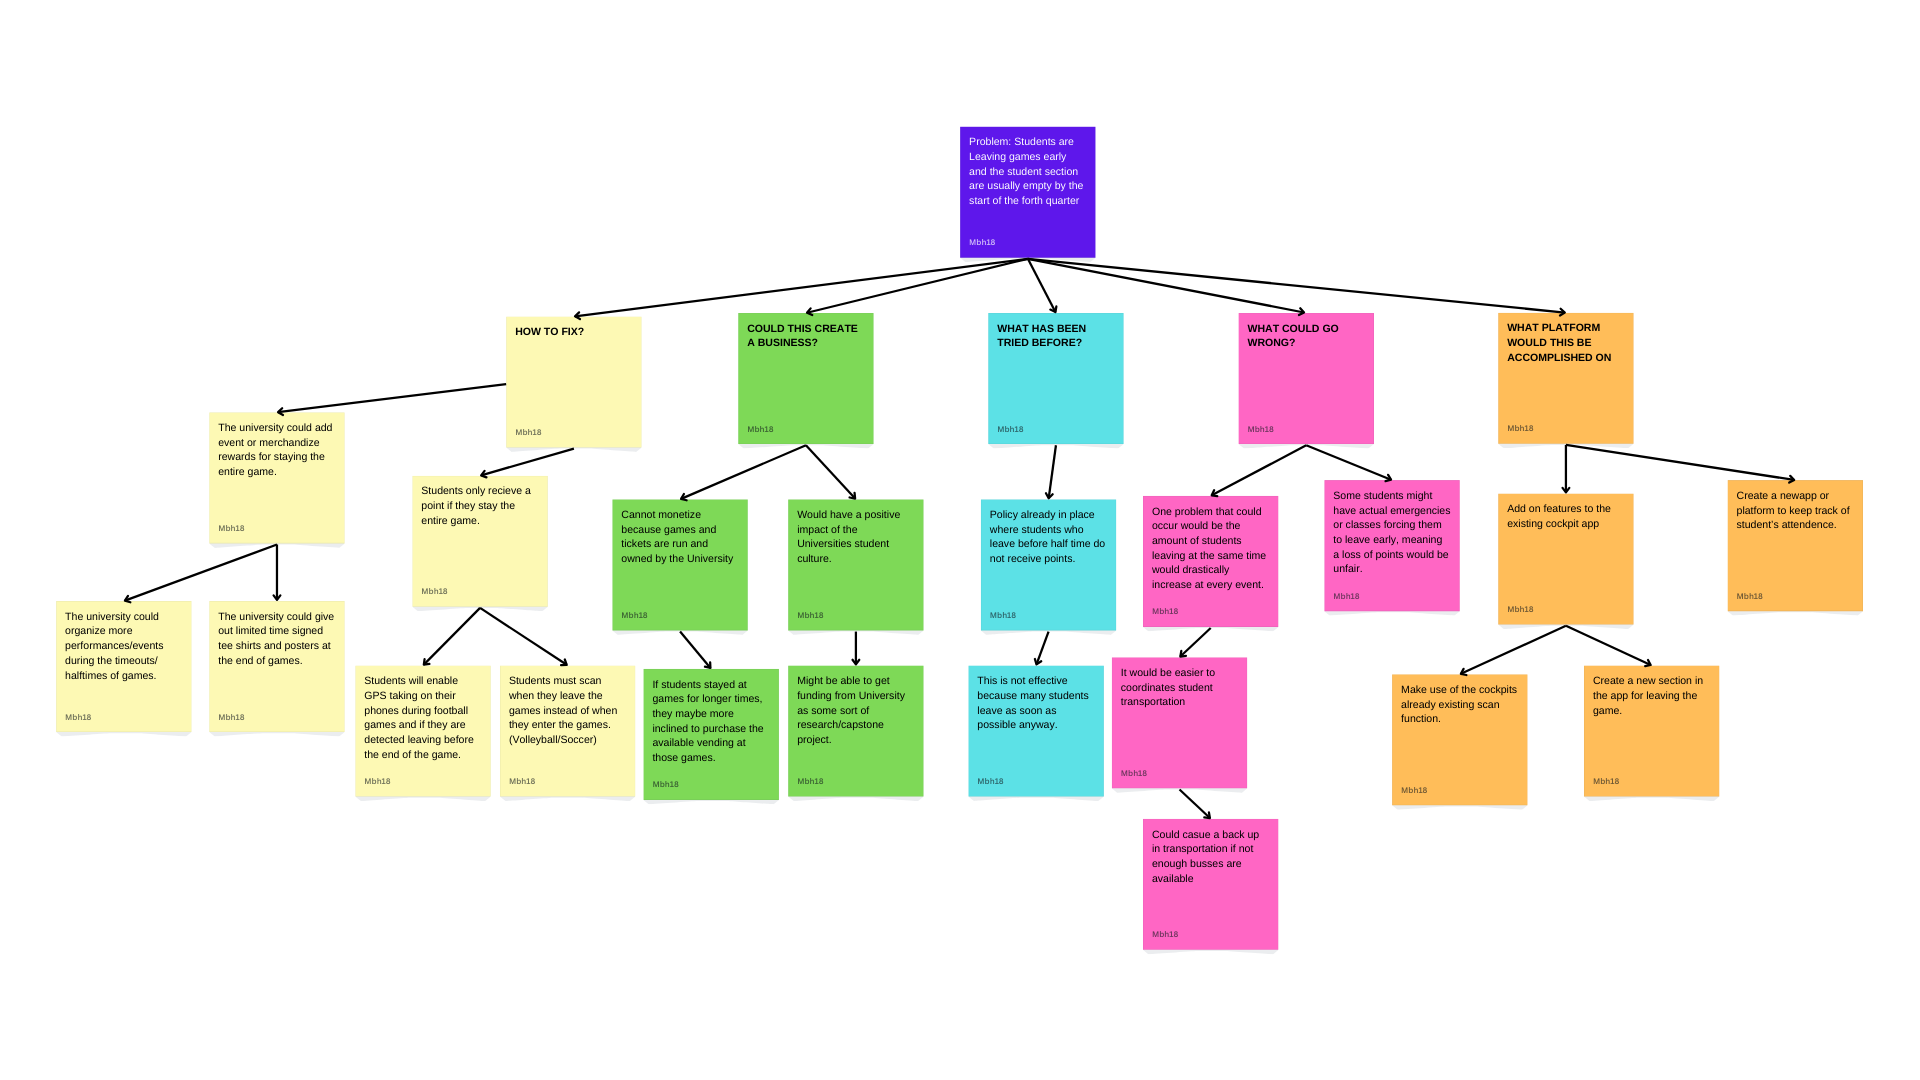 Problem: Students are
Leaving games early
and the student section
are usually empty by the
start of the forth quarter
Mbh18
HOW TO FIX?
Mbh18
COULD THIS CREATE
A BUSINESS?
Mbh18
WHAT HAS BEEN
TRIED BEFORE?
Mbh18
WHAT COULD GO
WRONG?
Mbh18
WHAT PLATFORM
WOULD THIS BE
ACCOMPLISHED ON
Mbh18
The university could add
event or merchandize
rewards for staying the
entire game.
Mbh18
Students only recieve a
point if they stay the
entire game.
Mbh18
Cannot monetize
because games and
tickets are run and
owned by the University
Mbh18
Would have a positive
impact of the
Universities student
culture.
Mbh18
Policy already in place
where students who
leave before half time do
not receive points.
Mbh18
One problem that could
occur would be the
amount of students
leaving at the same time
would drastically
increase at every event.
Mbh18
Some students might
have actual emergencies
or classes forcing them
to leave early, meaning
a loss of points would be
unfair.
Mbh18
Add on features to the
existing cockpit app
Mbh18
Create a newapp or
platform to keep track of
student's attendence.
Mbh18
The university could
organize more
performances/events
during the timeouts/
halftimes of games.
Mbh18
The university could give
out limited time signed
tee shirts and posters at
the end of games.
Mbh18
Students will enable
GPS taking on their
phones during football
games and if they are
detected leaving before
the end of the game.
Mbh18
Students must scan
when they leave the
games instead of when
they enter the games.
(Volleyball/Soccer)
Mbh18
If students stayed at
games for longer times,
they maybe more
inclined to purchase the
available vending at
those games.
Mbh18
Might be able to get
funding from University
as some sort of
research/capstone
project.
Mbh18
This is not effective
because many students
leave as soon as
possible anyway.
Mbh18
It would be easier to
coordinates student
transportation
Mbh18
Make use of the cockpits
already existing scan
function.
Mbh18
Create a new section in
the app for leaving the
game.
Mbh18
Could casue a back up
in transportation if not
enough busses are
available
Mbh18